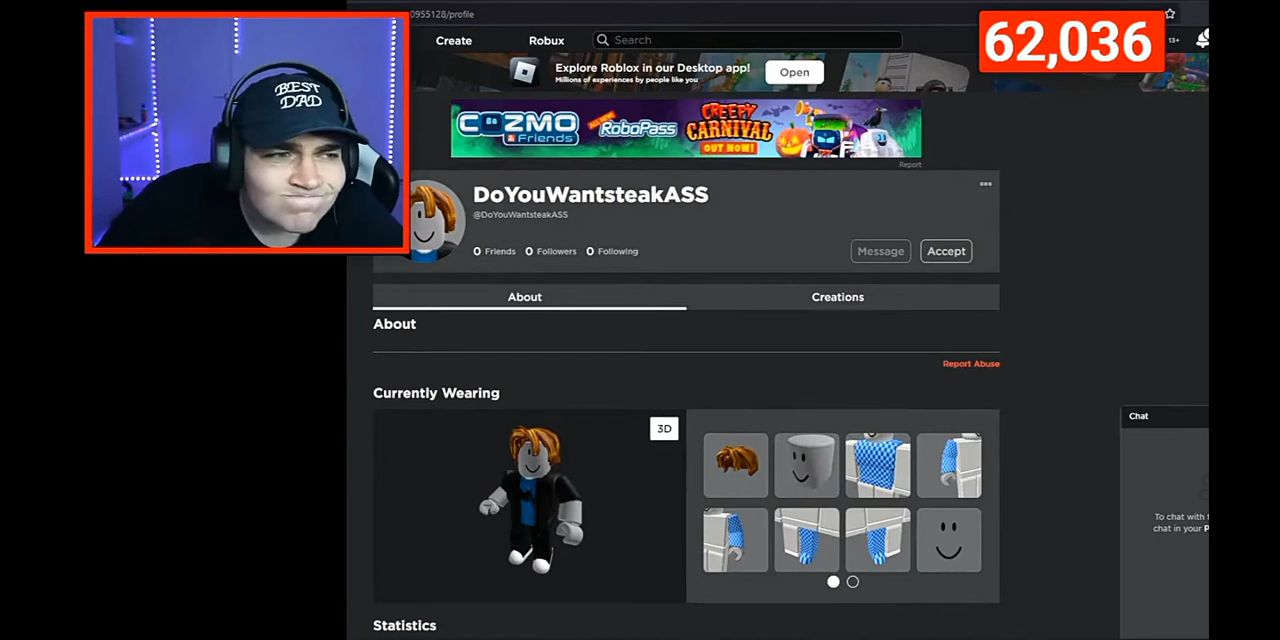 0955128/profile
62,036
Create
Robux
Search
13+
Explore Roblox in our Desktop app!
Millions of experiences by people like you
Open
BEST
DAD
COZMO
& Friends
ALL NEW
ROBOPASS
CREEPY
CARNIVAL
OUT NOW!
Report
DoYouWantsteakASS
@DoYouWantsteakASS
0 Friends 0 Followers 0 Following
Message
Accept
About
Creations
About
Report Abuse
Currently Wearing
3D
Chat
To chat with f
chat in your P
Statistics